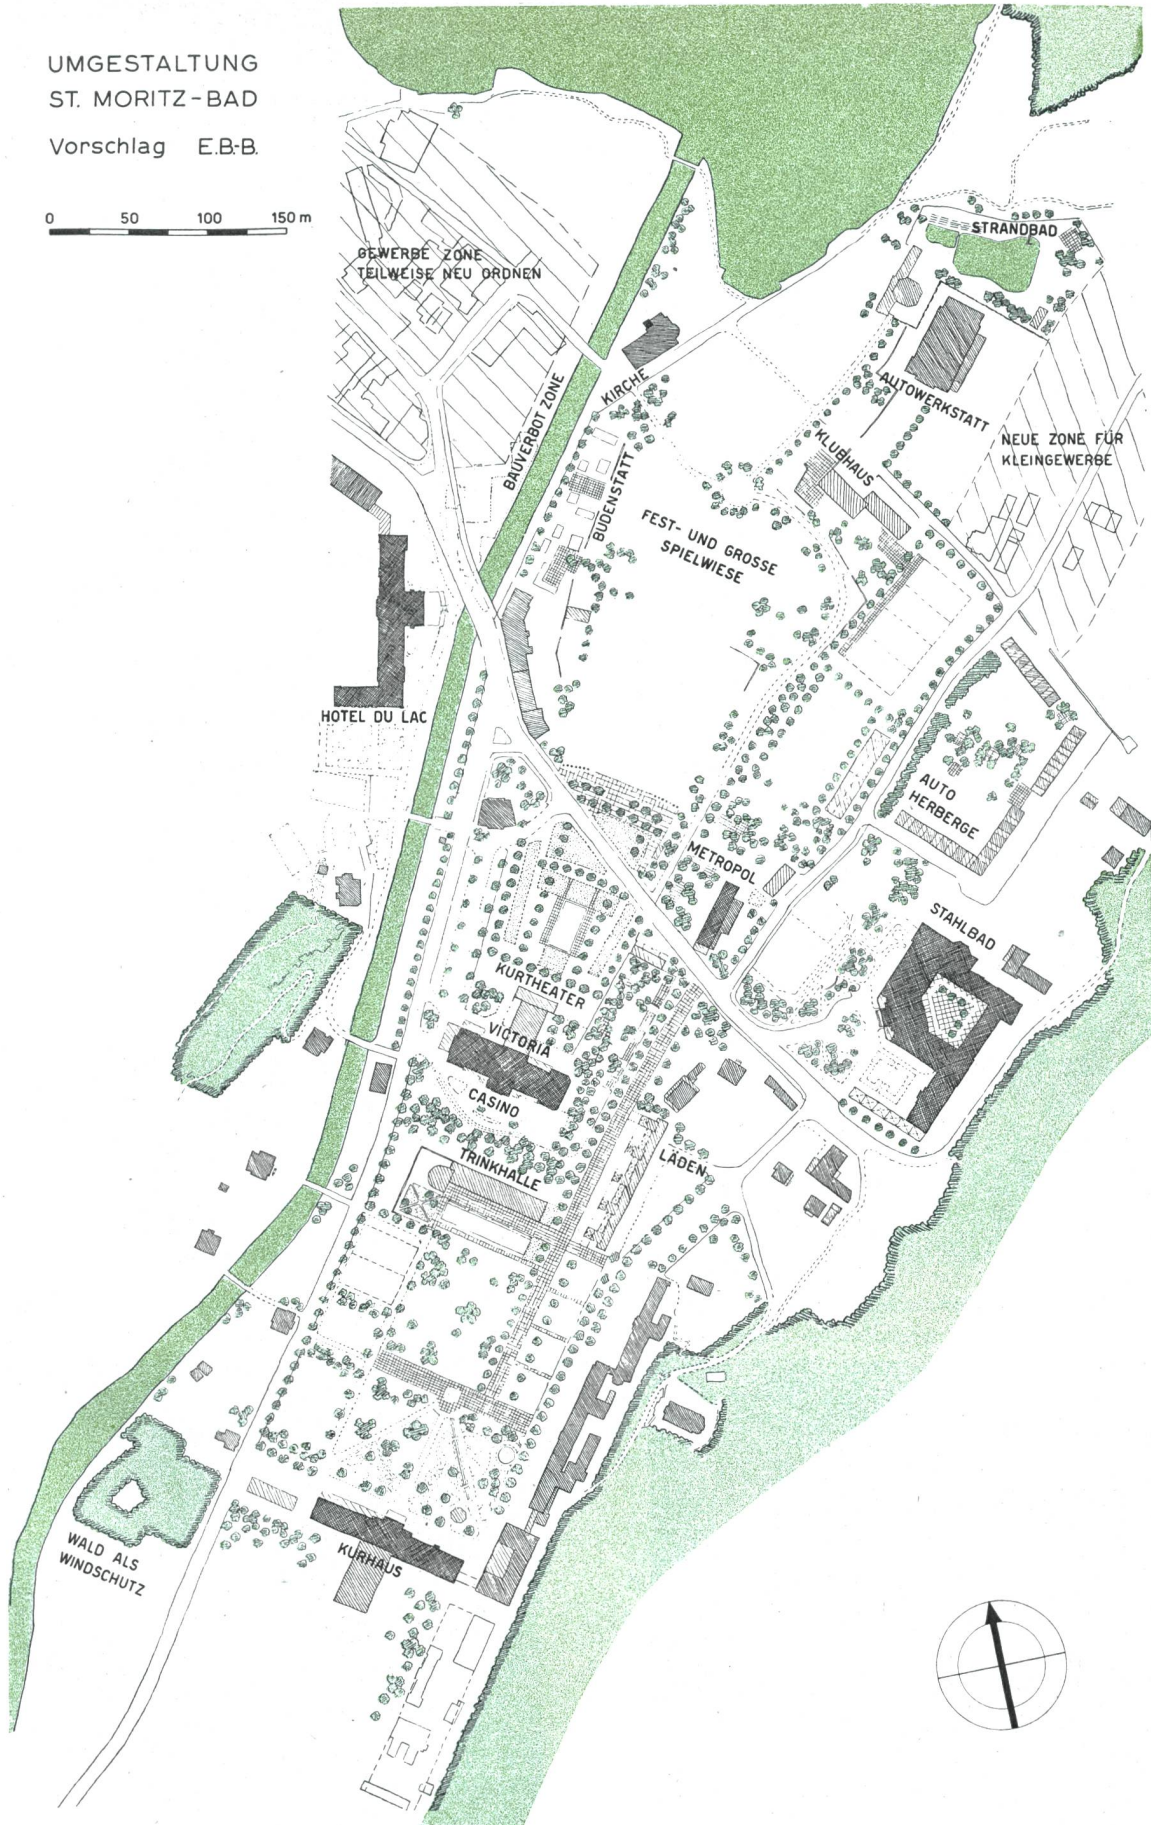 UMGESTALTUNG
ST. MORITZ-BAD
Vorschlag E.B-B.
0 50 100 150 m
STRANDBAD
GEWERBE ZONE
TEILWEISE NEU ORDNEN
KIRCHE
AUTOWERKSTATT
BAUVERBOT ZONE
KLUBHAUS
NEUE ZONE FÜR
KLEINGEWERBE
BUDENSTATT
FEST- UND GROSSE
SPIELWIESE
HOTEL DU LAC
AUTO
HERBERGE
METROPOL
STAHLBAD
KURTHEATER
VICTORIA
CASINO
TRINKHALLE
LÄDEN
WALD ALS
WINDSCHUTZ
KURHAUS